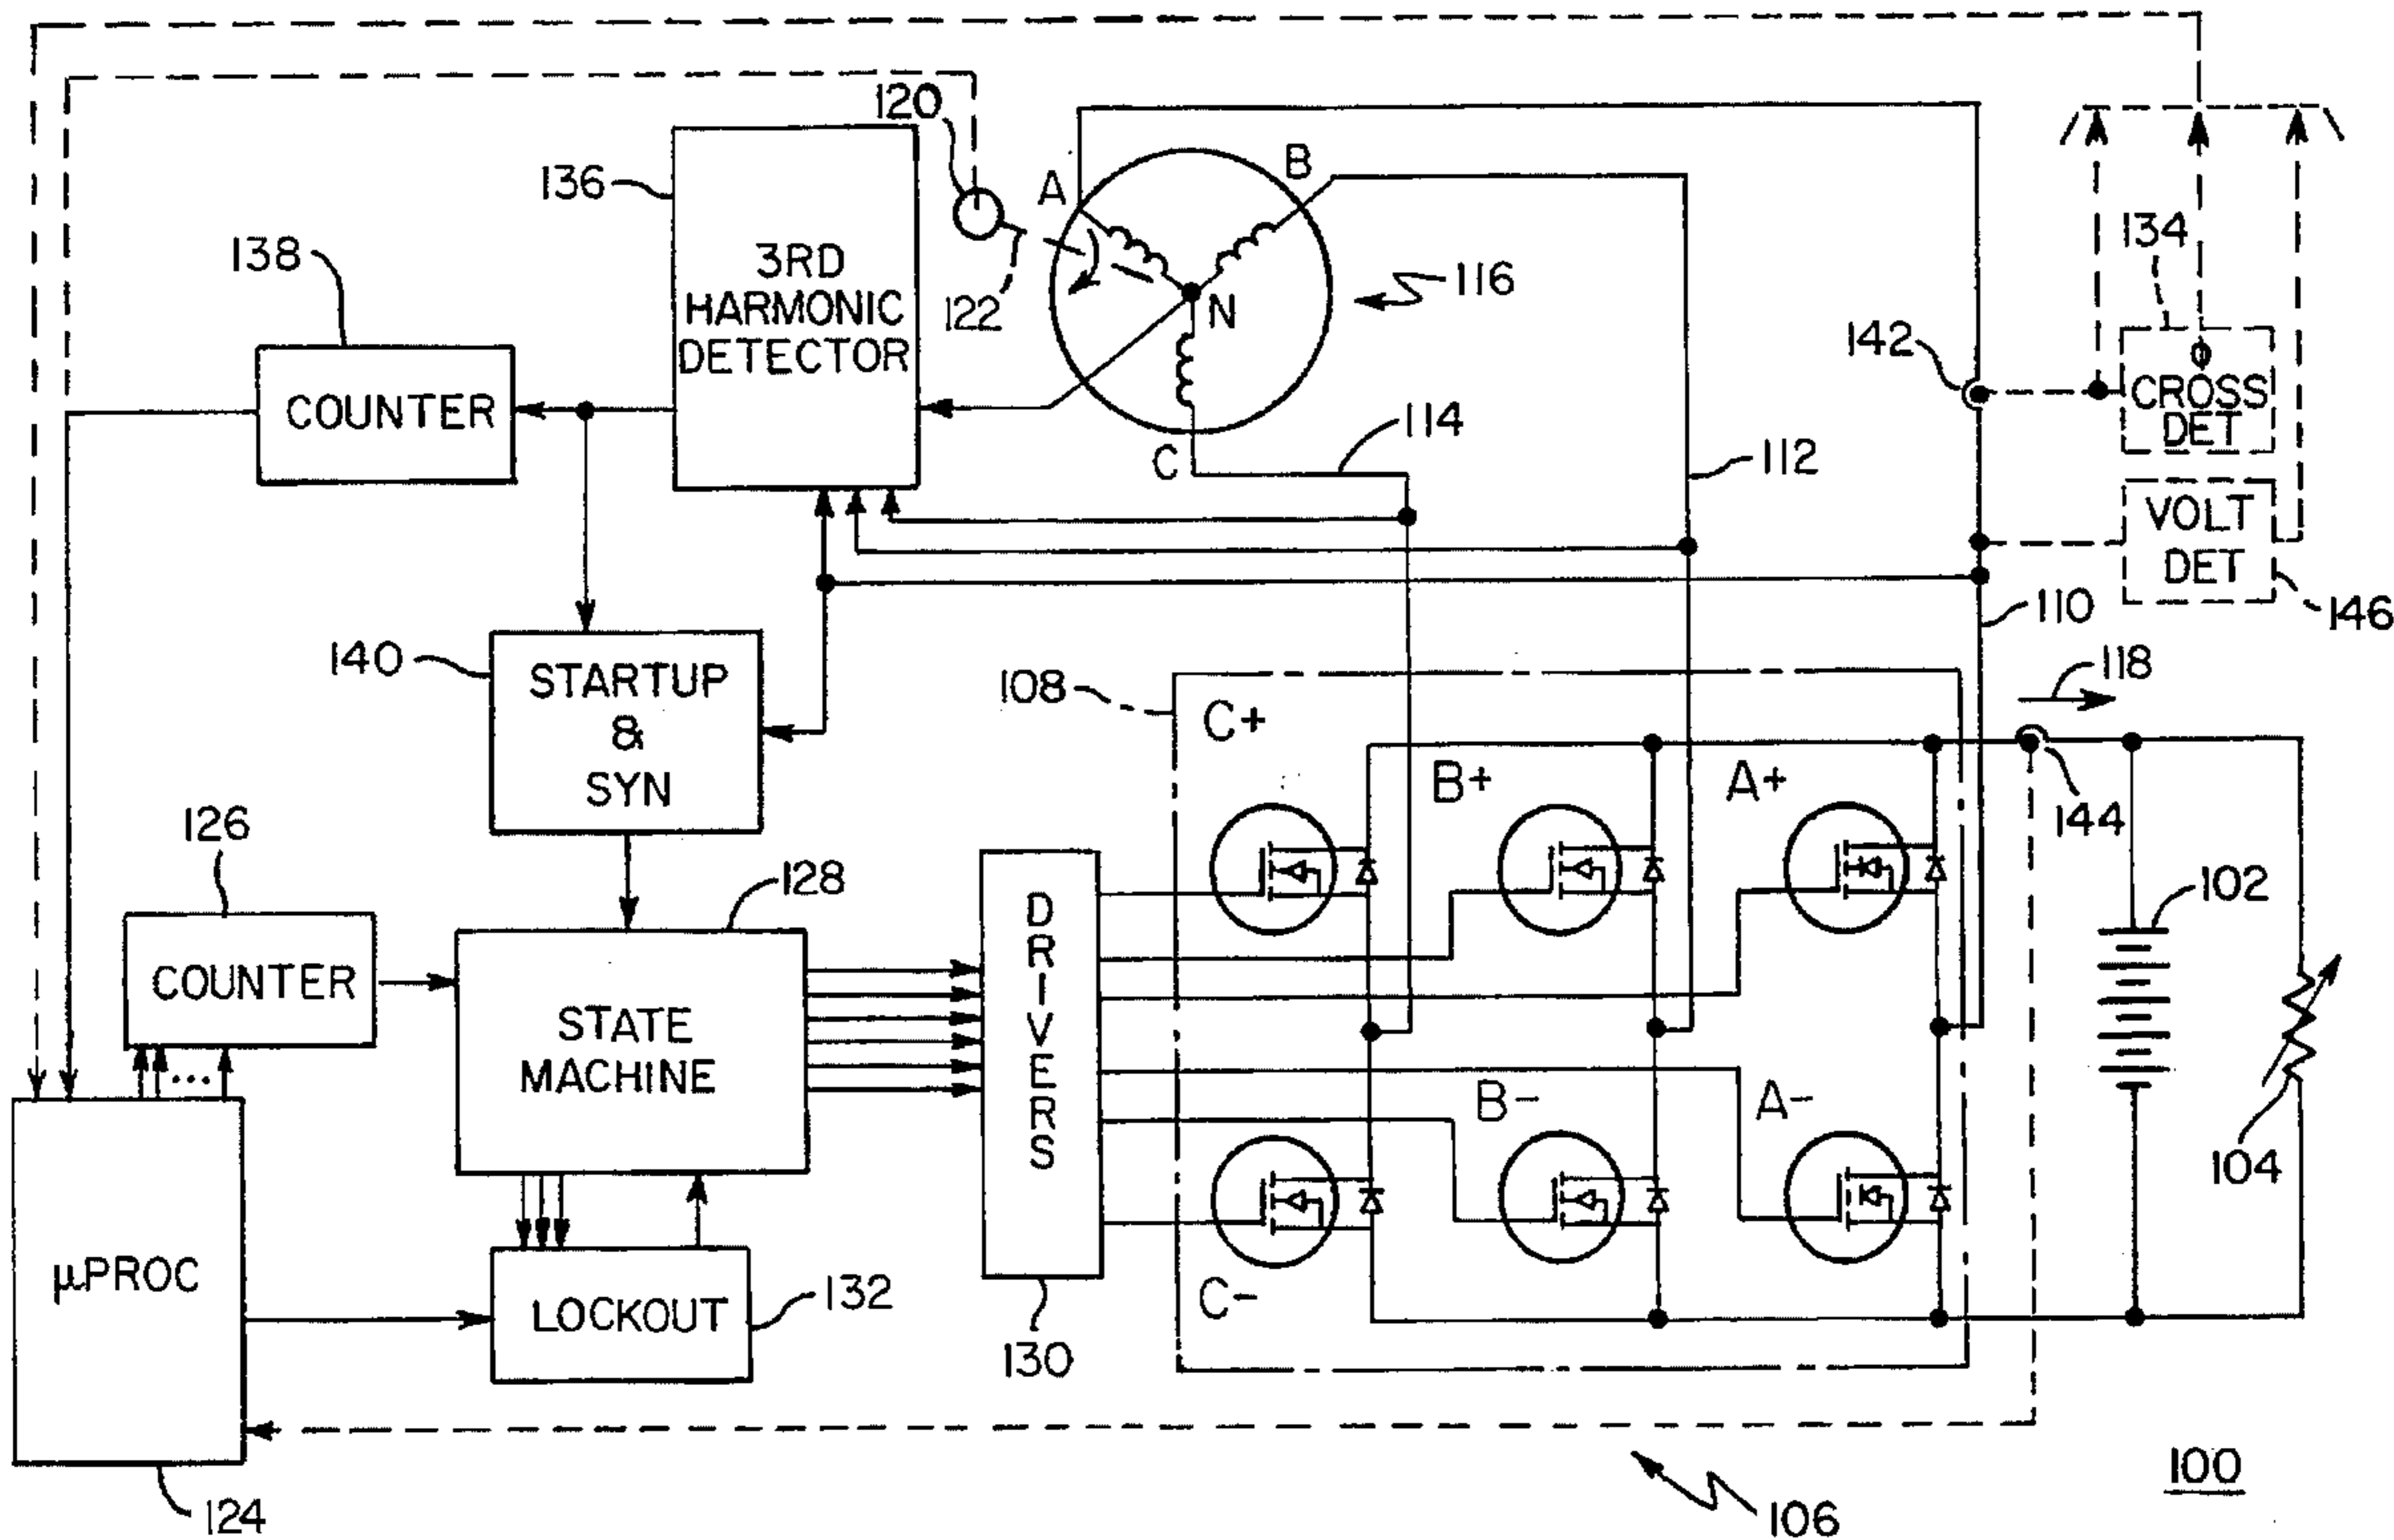 120
136
A
B
134
138
3RD
HARMONIC
DETECTOR
122
N
116
142
0
CROSS
DET
COUNTER
114
C
112
VOLT
DET
110
146
140
STARTUP
&
SYN
108
118
C+
B+
A+
144
126
128
102
COUNTER
STATE
MACHINE
DRIVERS
...
B-
A-
104
μPROC
LOCKOUT
132
C-
130
124
106
100